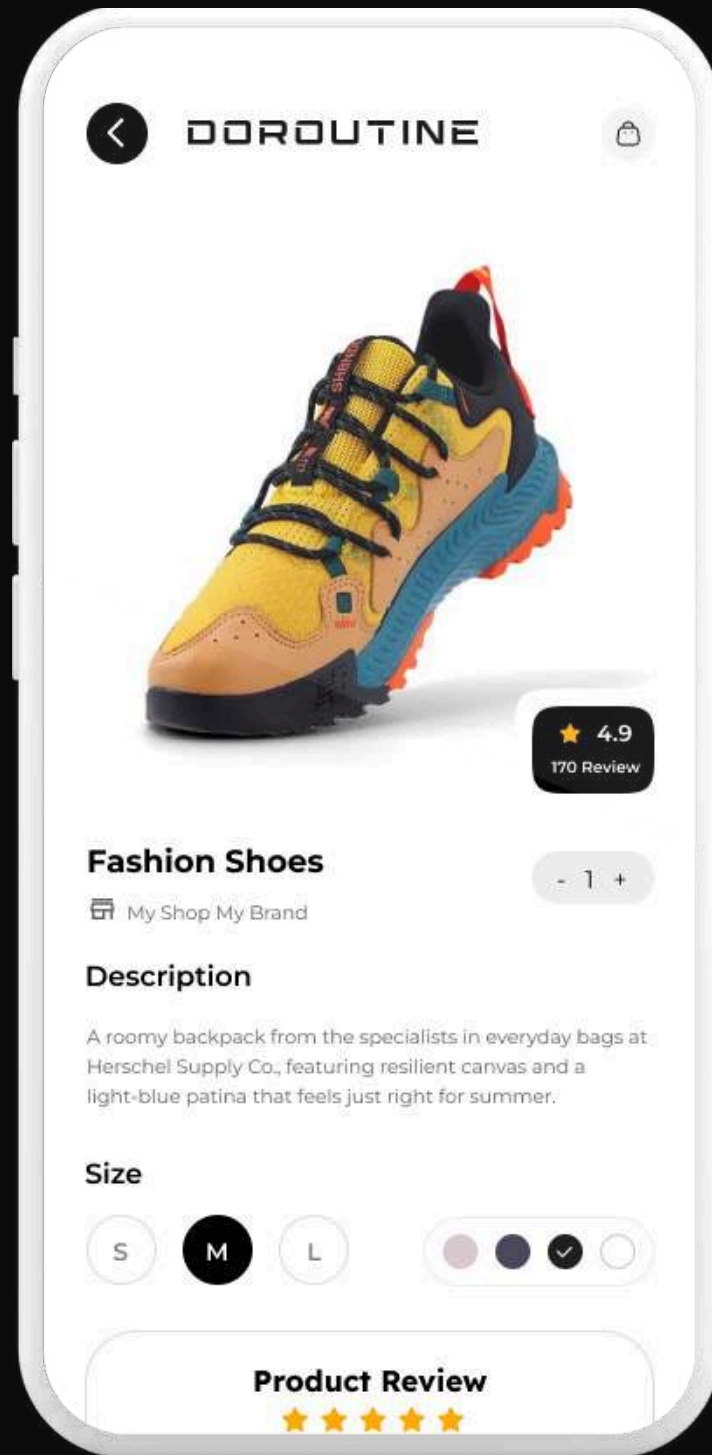 DOROUTINE
4.9
170 Review
Fashion Shoes
- 1 +
My Shop My Brand
Description
A roomy backpack from the specialists in everyday bags at
Herschel Supply Co., featuring resilient canvas and a
light-blue patina that feels just right for summer.
Size
S M L
Product Review